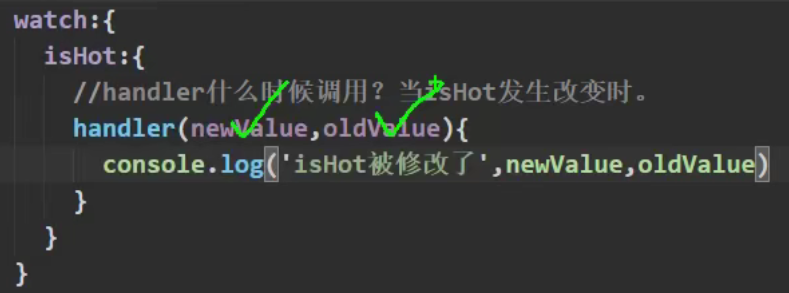 watch:{
isHot:{
//handler什么时候调用？当isHot发生改变时。
handler(newValue,oldValue){
console.log('isHot被修改了',newValue,oldValue)
}
}
}